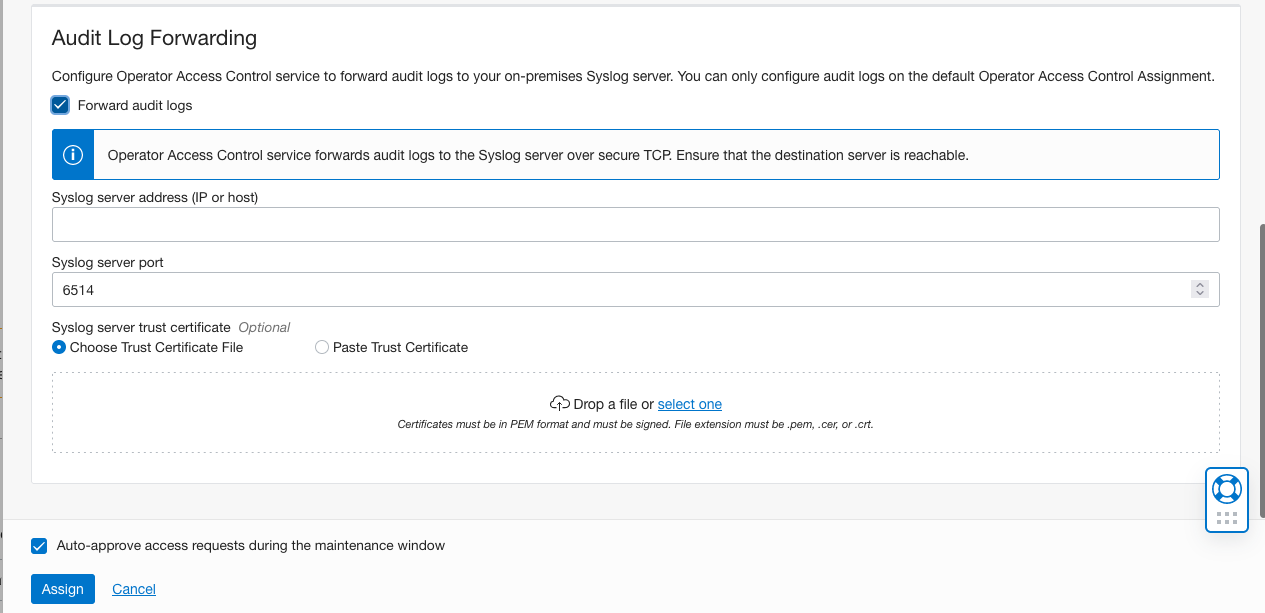 Audit Log Forwarding
Configure Operator Access Control service to forward audit logs to your on-premises Syslog server. You can only configure audit logs on the default Operator Access Control Assignment.
Forward audit logs
Operator Access Control service forwards audit logs to the Syslog server over secure TCP. Ensure that the destination server is reachable.
Syslog server address (IP or host)
Syslog server port
6514
Syslog server trust certificate Optional
Choose Trust Certificate File Paste Trust Certificate
Drop a file or select one
Certificates must be in PEM format and must be signed. File extension must be .pem, .cer, or .crt.
Auto-approve access requests during the maintenance window
Assign Cancel